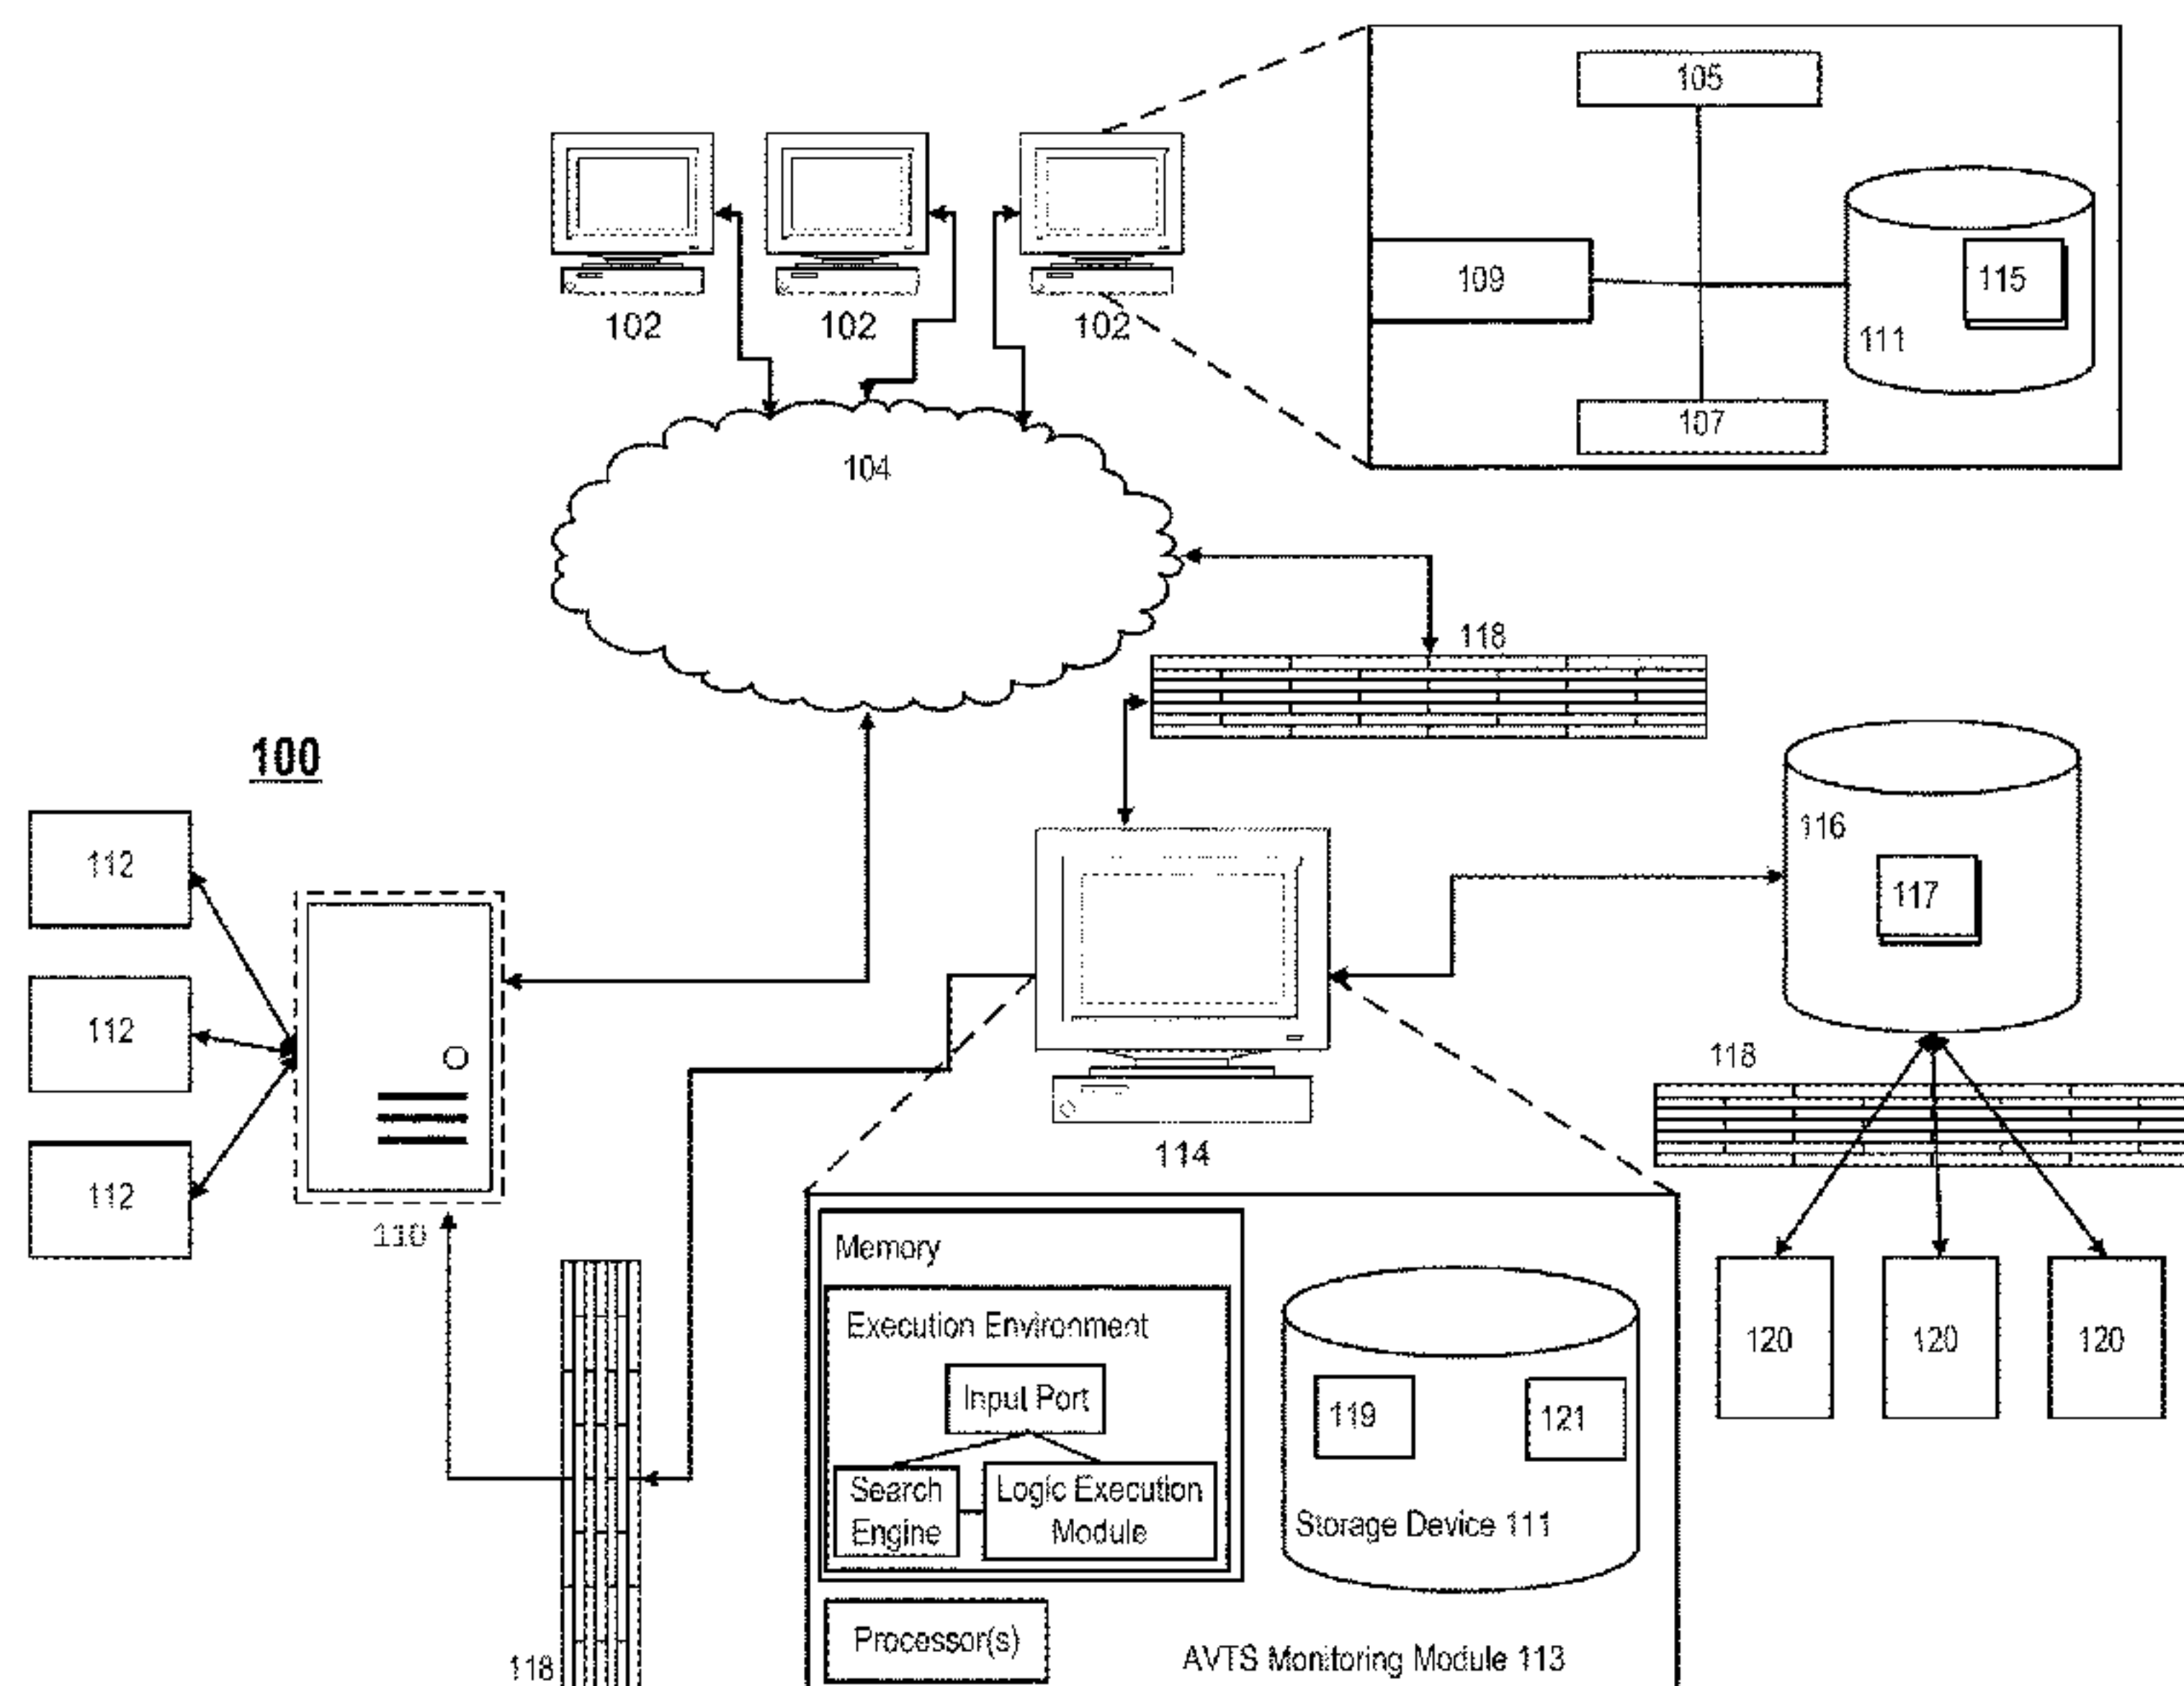 105
109
115
111
107
102
102
102
104
118
100
116
117
112
112
112
110
114
118
Memory
Execution Environment
Input Port
Search
Engine
Logic Execution
Module
119
121
Storage Device 111
120
120
120
Processor(s)
AVTS Monitoring Module 113
118